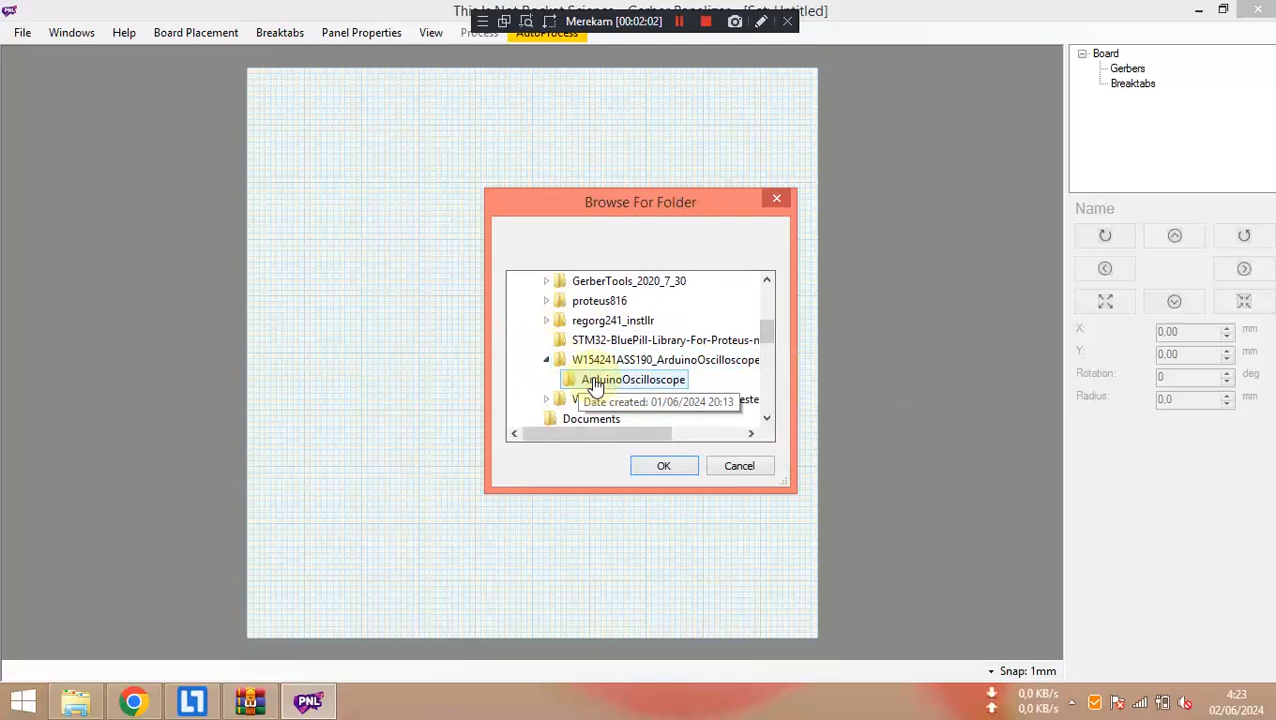 This Is Not Rocket Science - Gerber Panelizer - [Set: Untitled]
Merekam [00:02:02]
File Windows Help Board Placement Breaktabs Panel Properties View Process AutoProcess
Board
Gerbers
Breaktabs
Browse For Folder
GerberTools_2020_7_30
proteus816
regorg241_instllr
STM32-BluePill-Library-For-Proteus-
W154241ASS190_ArduinoOscilloscope
ArduinoOscilloscope
Date created: 01/06/2024 20:13
Documents
OK Cancel
Name
X: 0,00 mm
Y: 0,00 mm
Rotation: 0 deg
Radius: 0,0 mm
Snap: 1mm
PNL
0,0 KB/s
0,0 KB/s
4:23
02/06/2024